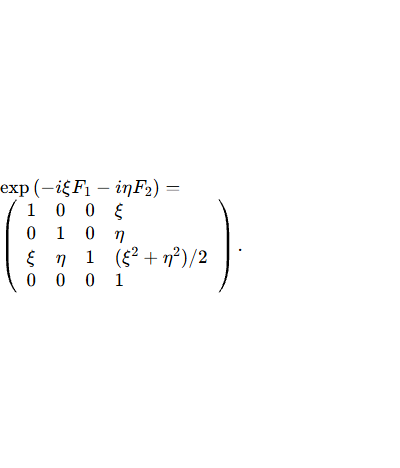 exp (−iξF₁ − iηF₂) =
( 1 0 0 ξ
0 1 0 η
ξ η 1 (ξ² + η²)/2
0 0 0 1 ) .